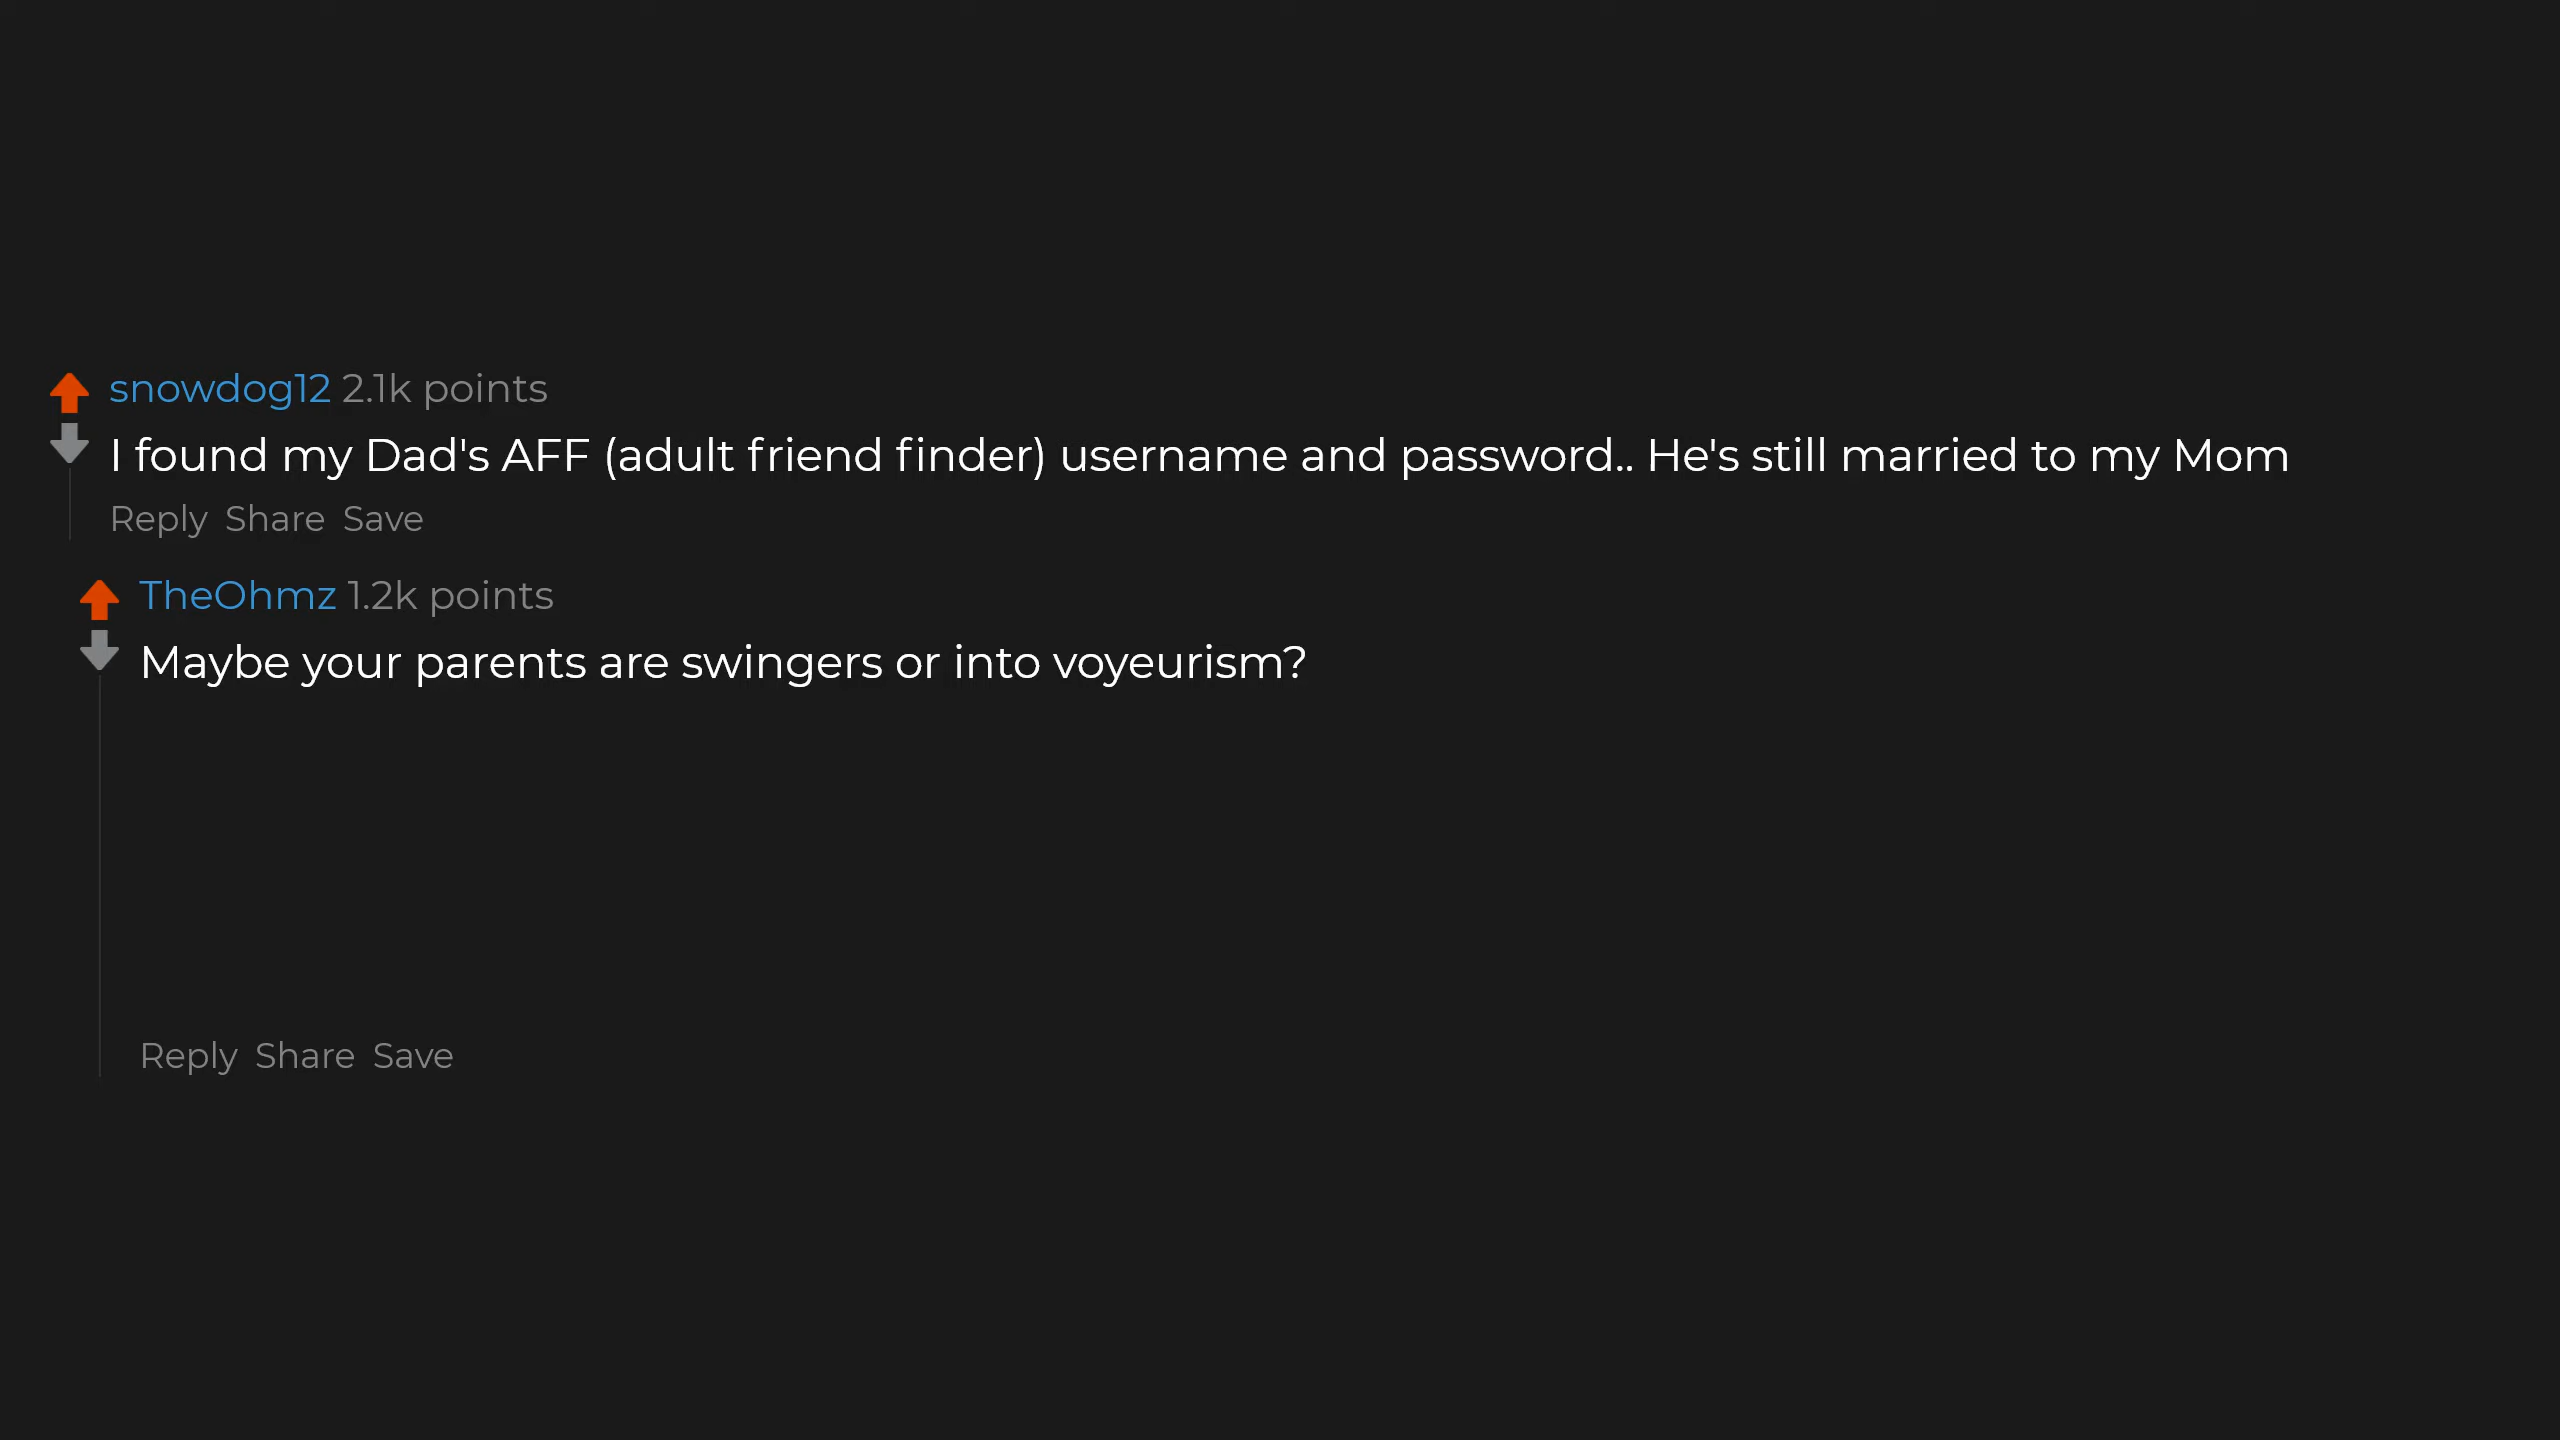 snowdog12 2.1k points
I found my Dad's AFF (adult friend finder) username and password.. He's still married to my Mom
Reply Share Save
TheOhmz 1.2k points
Maybe your parents are swingers or into voyeurism?
Reply Share Save